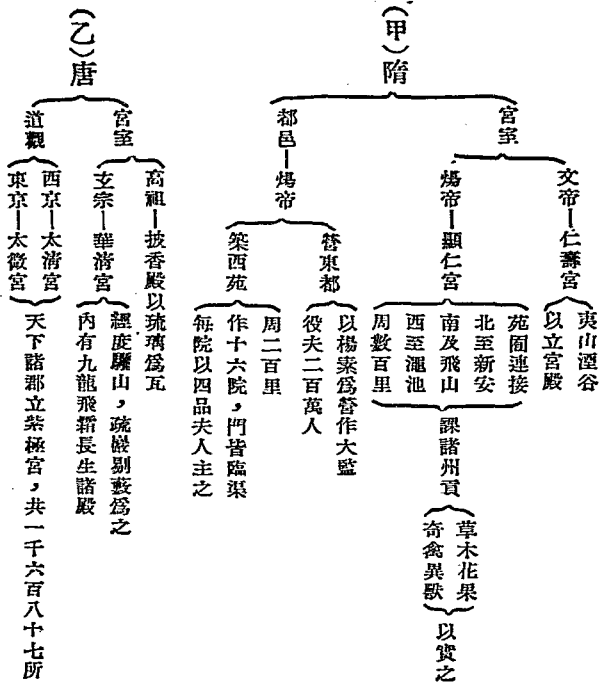 （甲）隋
宮室
文帝—仁壽宮
夷山湮谷
以立宮殿
煬帝—顯仁宮
苑囿連接
北至新安
南及飛山
西至澠池
周數百里
課諸州貢
草木花果
奇禽異獸
以實之
都邑—煬帝
營東都
以楊素爲營作大監
役夫二百萬人
築西苑
周二百里
作十六院，門皆臨渠
每院以四品夫人主之
（乙）唐
宮室
高祖—披香殿以琉璃爲瓦
玄宗—華清宮
經度驪山，疏巖剔藪爲之
內有九龍飛霜長生諸殿
道觀
西京—太清宮
東京—太微宮
天下諸郡立紫極宮，共一千六百八十七所